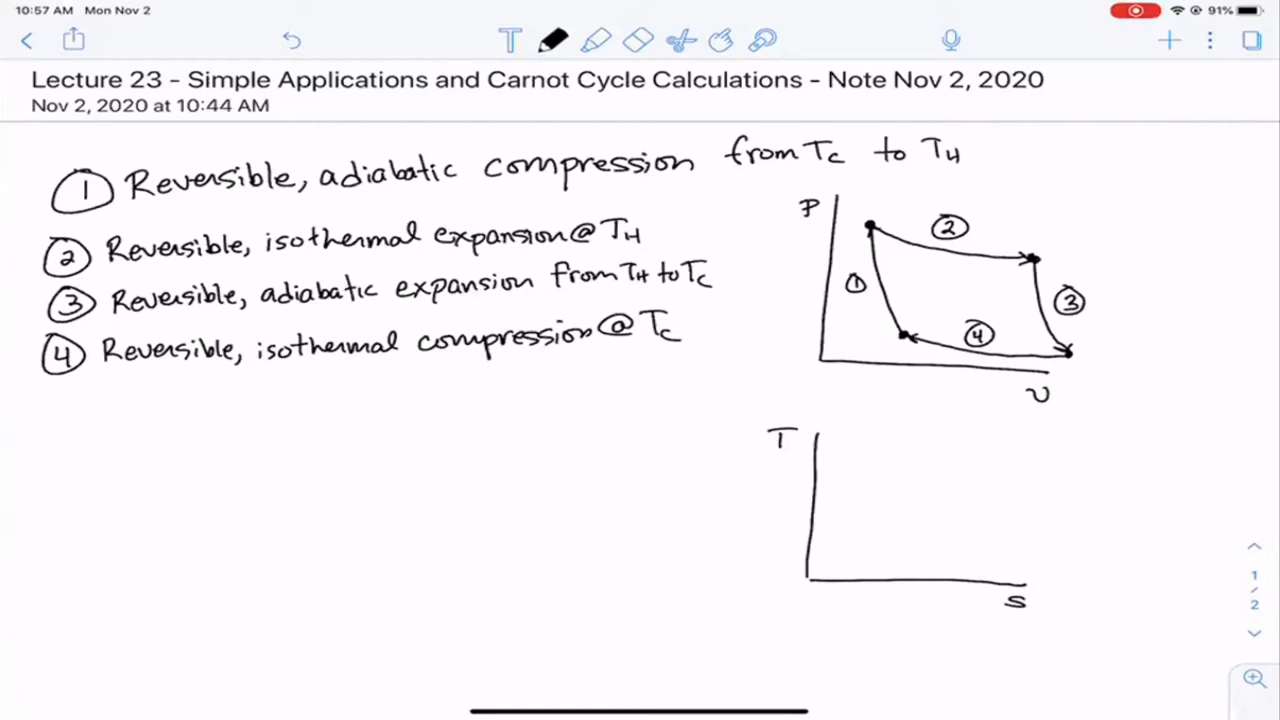 10:57 AM Mon Nov 2
91%
Lecture 23 - Simple Applications and Carnot Cycle Calculations - Note Nov 2, 2020
Nov 2, 2020 at 10:44 AM
① Reversible, adiabatic compression from Tc to TH
② Reversible, isothermal expansion @ TH
③ Reversible, adiabatic expansion from TH to Tc
④ Reversible, isothermal compression @ Tc
P
②
①
③
④
v
T
s
1
/
2